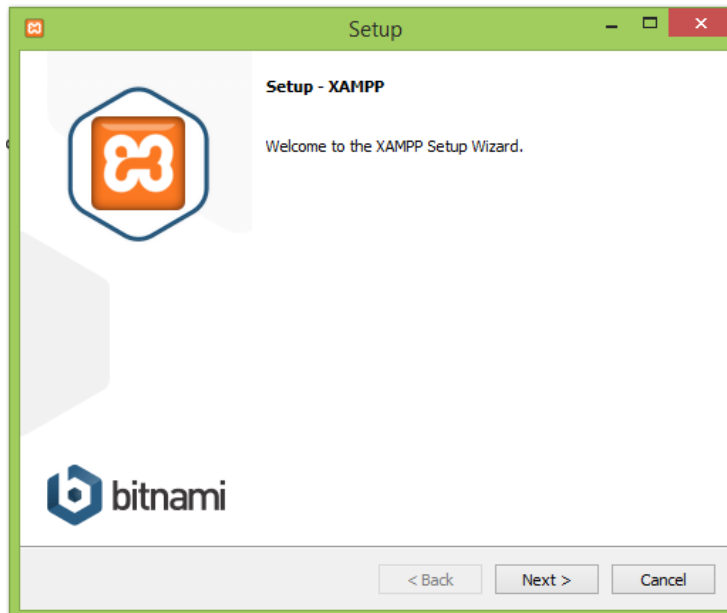 Setup
Setup - XAMPP
Welcome to the XAMPP Setup Wizard.
bitnami
< Back Next > Cancel